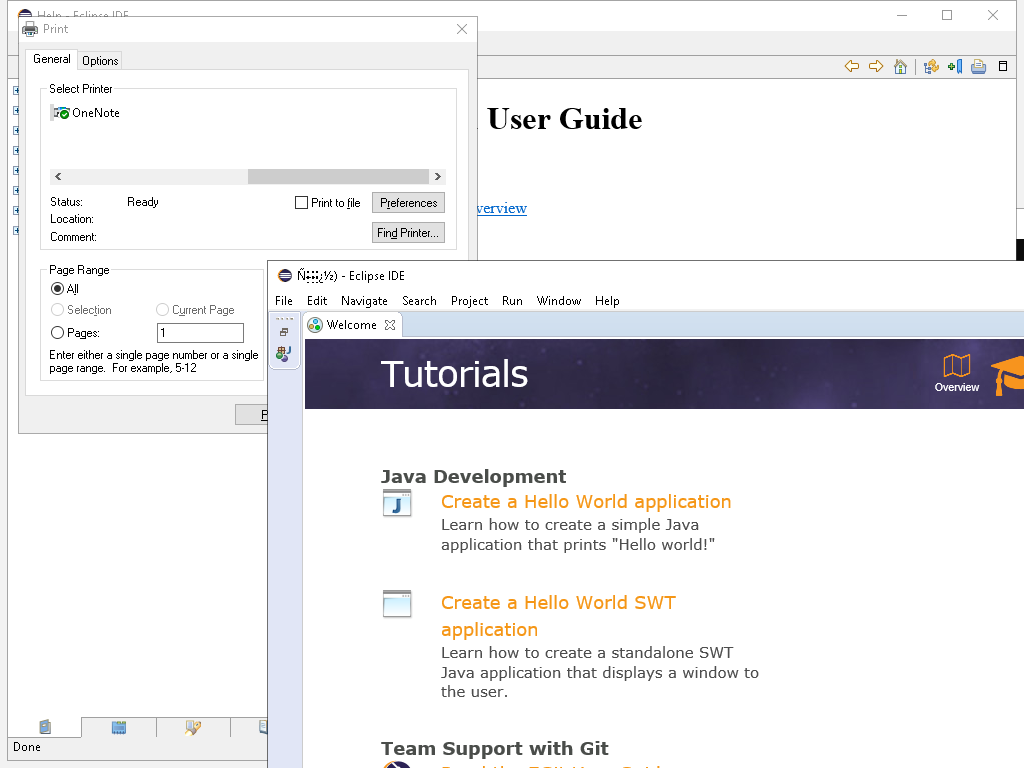 Help - Eclipse IDE
Print
General
Options
Select Printer
OneNote
Status:
Ready
Print to file
Preferences
Location:
Find Printer...
Comment:
Page Range
All
Selection
Current Page
Pages:
1
Enter either a single page number or a single
page range. For example, 5-12
User Guide
- Eclipse IDE
File Edit Navigate Search Project Run Window Help
Welcome
Tutorials
Overview
Java Development
Create a Hello World application
Learn how to create a simple Java
application that prints "Hello world!"
Create a Hello World SWT
application
Learn how to create a standalone SWT
Java application that displays a window to
the user.
Team Support with Git
Done